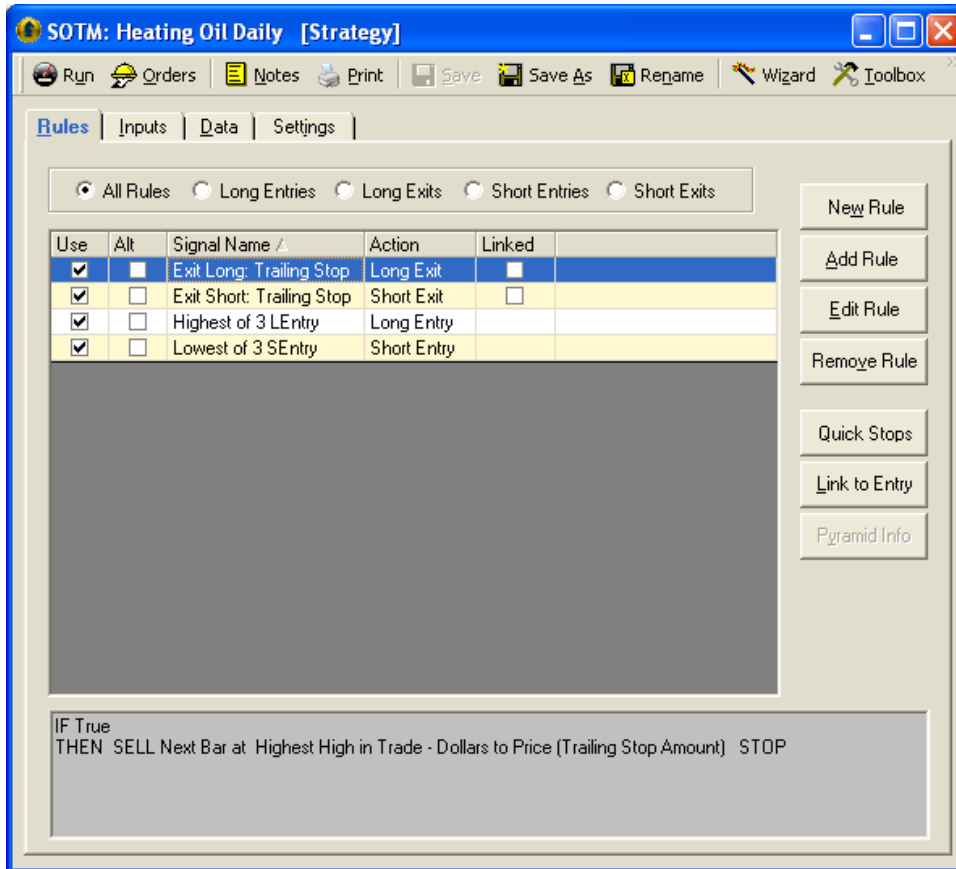 SOTM: Heating Oil Daily [Strategy]
Run Orders Notes Print Save Save As Rename Wizard Toolbox
Rules Inputs Data Settings
All Rules Long Entries Long Exits Short Entries Short Exits
New Rule
Use Alt Signal Name Action Linked
Add Rule
Exit Long: Trailing Stop Long Exit
Exit Short: Trailing Stop Short Exit
Edit Rule
Highest of 3 LEntry Long Entry
Lowest of 3 SEntry Short Entry
Remove Rule
Quick Stops
Link to Entry
Pyramid Info
IF True
THEN SELL Next Bar at Highest High in Trade - Dollars to Price (Trailing Stop Amount) STOP